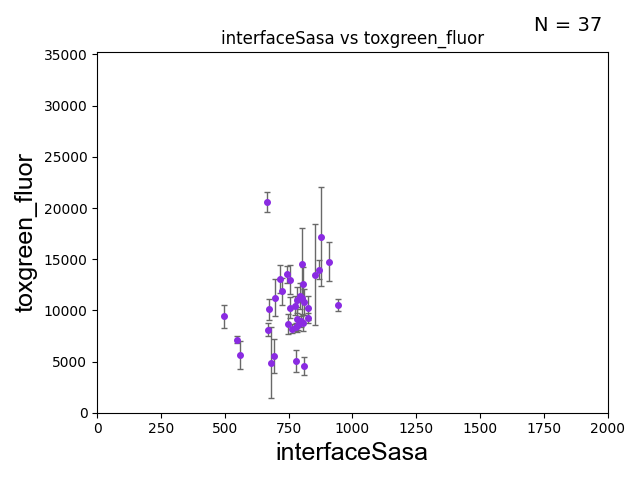 N = 37
interfaceSasa vs toxgreen_fluor
35000
30000
25000
20000
15000
10000
5000
0
toxgreen_fluor
0 250 500 750 1000 1250 1500 1750 2000
interfaceSasa